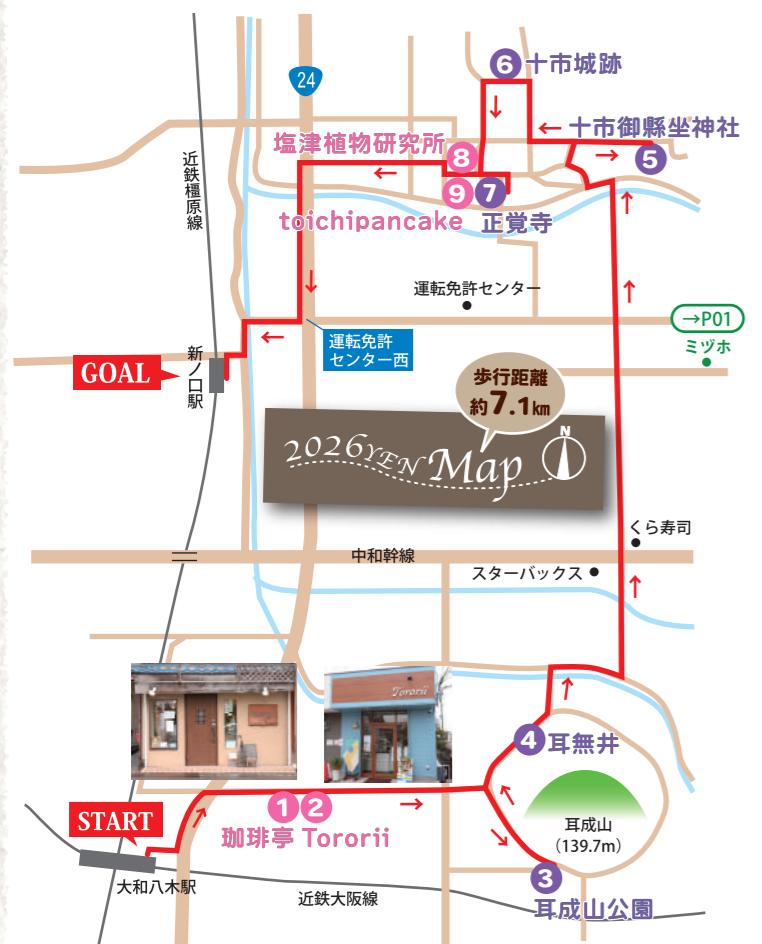 6 十市城跡
24
十市御縣坐神社
5
塩津植物研究所
8
9 7
toichipancake 正覚寺
近鉄橿原線
運転免許センター
→P01
ミヅホ
運転免許
センター西
GOAL
新ノ口駅
歩行距離
約7.1km
2026YEN Map
N
くら寿司
中和幹線
スターバックス
Tororii
4 耳無井
START
1 2
珈琲亭 Tororii
耳成山
(139.7m)
3
耳成山公園
大和八木駅
近鉄大阪線